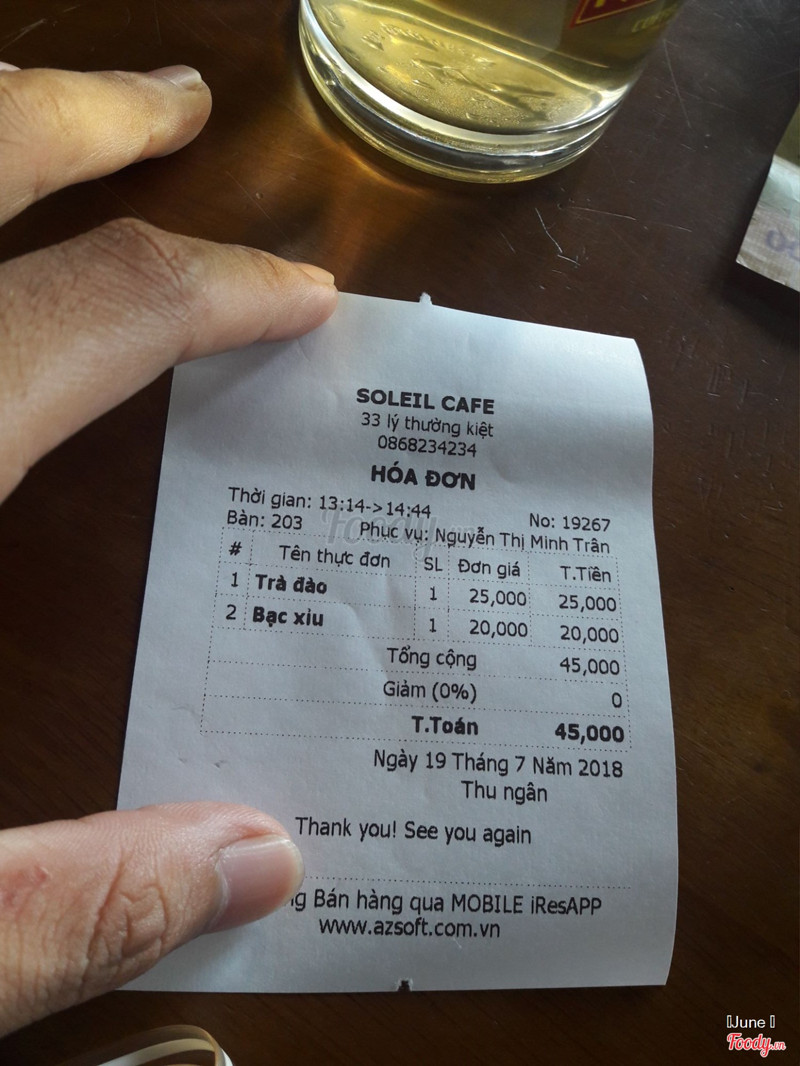 SOLEIL CAFE
33 lý thường kiệt
0868234234
HÓA ĐƠN
Thời gian: 13:14->14:44 No: 19267
Bàn: 203 Phục vụ: Nguyễn Thị Minh Trân
# Tên thực đơn SL Đơn giá T.Tiền
1 Trà đào 1 25,000 25,000
2 Bạc xỉu 1 20,000 20,000
Tổng cộng 45,000
Giảm (0%) 0
T.Toán 45,000
Ngày 19 Tháng 7 Năm 2018
Thu ngân
Thank you! See you again
Bán hàng qua MOBILE iResAPP
www.azsoft.com.vn
Foody.vn
June
Foody.vn